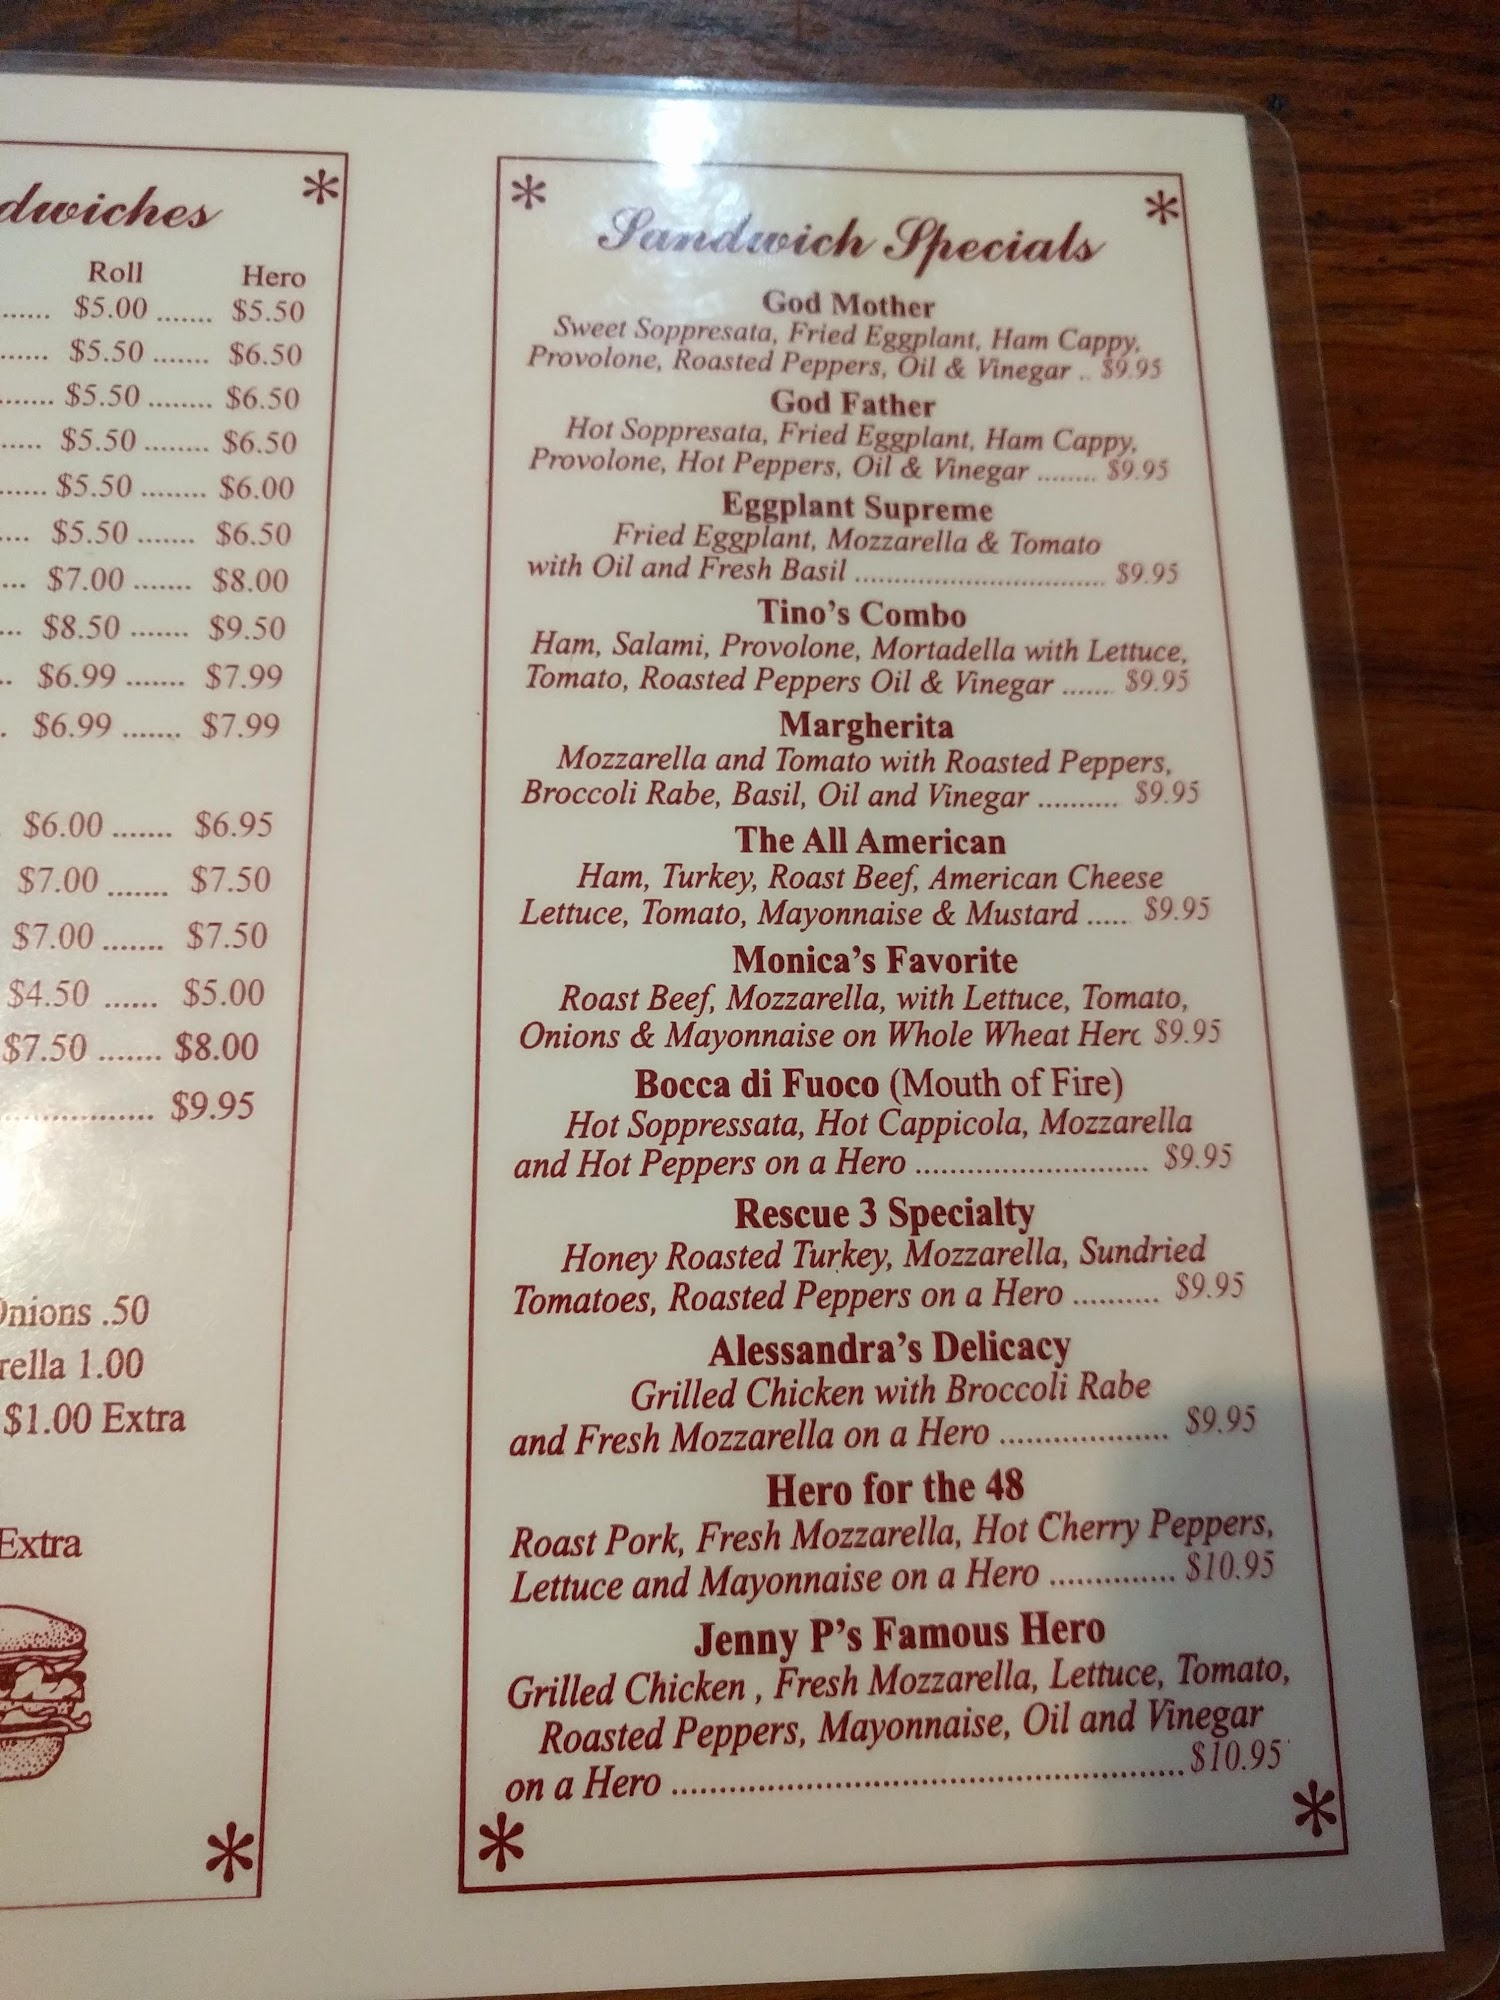 dwiches
Roll Hero
...... $5.00 ....... $5.50
...... $5.50 ....... $6.50
....... $5.50 ........ $6.50
..... $5.50 ........ $6.50
...... $5.50 ........ $6.00
.... $5.50 ....... $6.50
... $7.00 ....... $8.00
... $8.50 ....... $9.50
.. $6.99 ....... $7.99
. $6.99 ....... $7.99
. $6.00 ....... $6.95
$7.00 ....... $7.50
$7.00 ....... $7.50
$4.50 ...... $5.00
$7.50 ....... $8.00
................. $9.95
Onions .50
rella 1.00
$1.00 Extra
Extra
Sandwich Specials
God Mother
Sweet Soppresata, Fried Eggplant, Ham Cappy,
Provolone, Roasted Peppers, Oil & Vinegar .. $9.95
God Father
Hot Soppresata, Fried Eggplant, Ham Cappy,
Provolone, Hot Peppers, Oil & Vinegar ........ $9.95
Eggplant Supreme
Fried Eggplant, Mozzarella & Tomato
with Oil and Fresh Basil ................................ $9.95
Tino's Combo
Ham, Salami, Provolone, Mortadella with Lettuce,
Tomato, Roasted Peppers Oil & Vinegar ....... $9.95
Margherita
Mozzarella and Tomato with Roasted Peppers,
Broccoli Rabe, Basil, Oil and Vinegar .......... $9.95
The All American
Ham, Turkey, Roast Beef, American Cheese
Lettuce, Tomato, Mayonnaise & Mustard ..... $9.95
Monica's Favorite
Roast Beef, Mozzarella, with Lettuce, Tomato,
Onions & Mayonnaise on Whole Wheat Hero $9.95
Bocca di Fuoco (Mouth of Fire)
Hot Soppressata, Hot Cappicola, Mozzarella
and Hot Peppers on a Hero ........................... $9.95
Rescue 3 Specialty
Honey Roasted Turkey, Mozzarella, Sundried
Tomatoes, Roasted Peppers on a Hero .......... $9.95
Alessandra's Delicacy
Grilled Chicken with Broccoli Rabe
and Fresh Mozzarella on a Hero ................... $9.95
Hero for the 48
Roast Pork, Fresh Mozzarella, Hot Cherry Peppers,
Lettuce and Mayonnaise on a Hero .............. $10.95
Jenny P's Famous Hero
Grilled Chicken , Fresh Mozzarella, Lettuce, Tomato,
Roasted Peppers, Mayonnaise, Oil and Vinegar
on a Hero ...................................................... $10.95